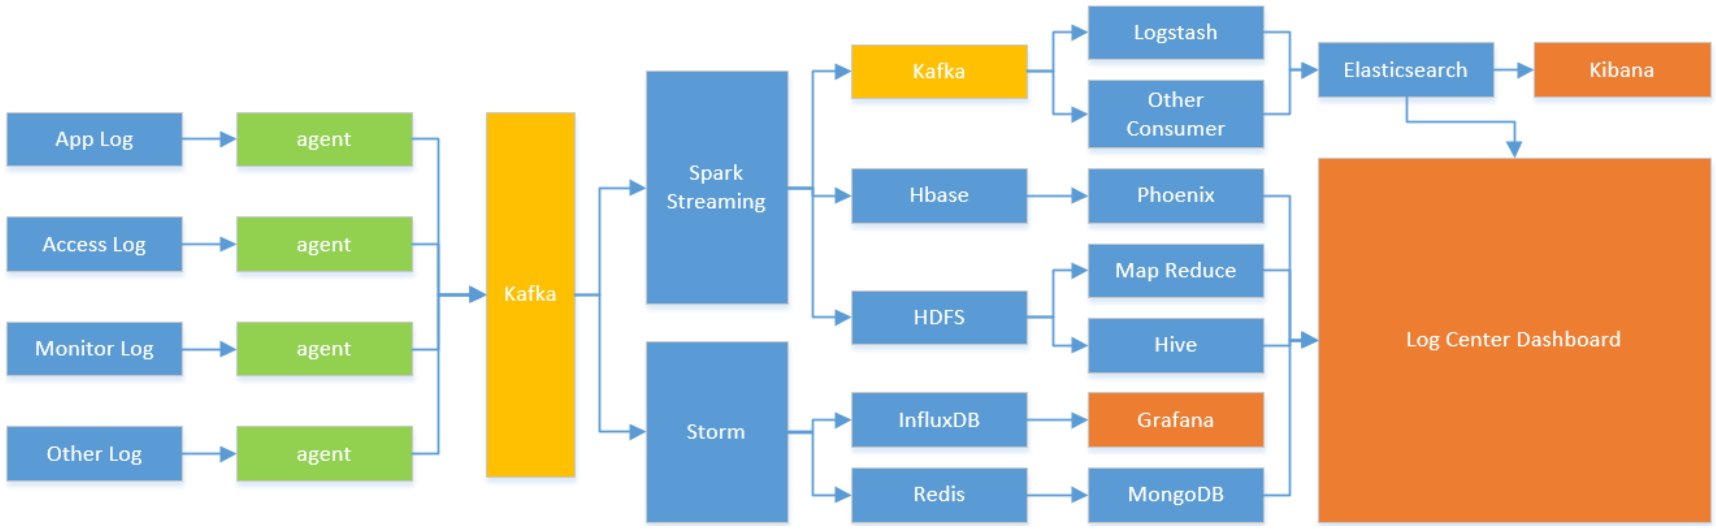 App Log
agent
Access Log
agent
Monitor Log
agent
Other Log
agent
Kafka
Spark
Streaming
Storm
Kafka
Logstash
Other
Consumer
Elasticsearch
Kibana
Hbase
Phoenix
HDFS
Map Reduce
Hive
InfluxDB
Grafana
Redis
MongoDB
Log Center Dashboard